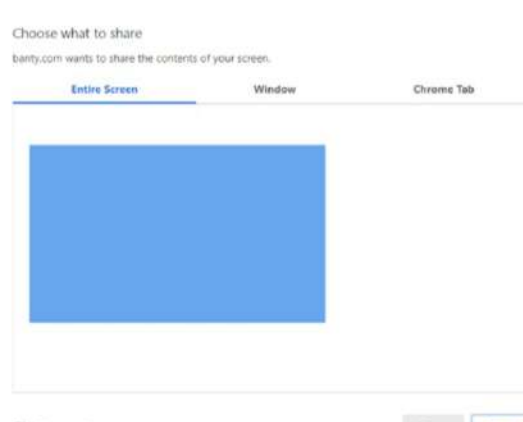 Choose what to share
banty.com wants to share the contents of your screen.
Entire Screen
Window
Chrome Tab